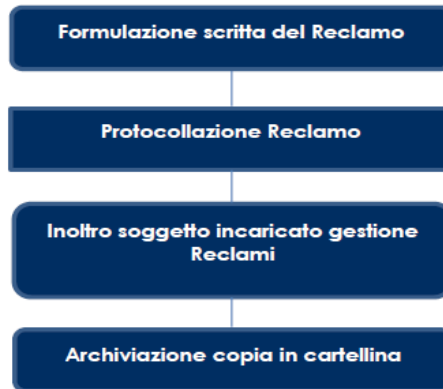 Formulazione scritta del Reclamo
Protocollazione Reclamo
Inoltro soggetto incaricato gestione
Reclami
Archiviazione copia in cartellina